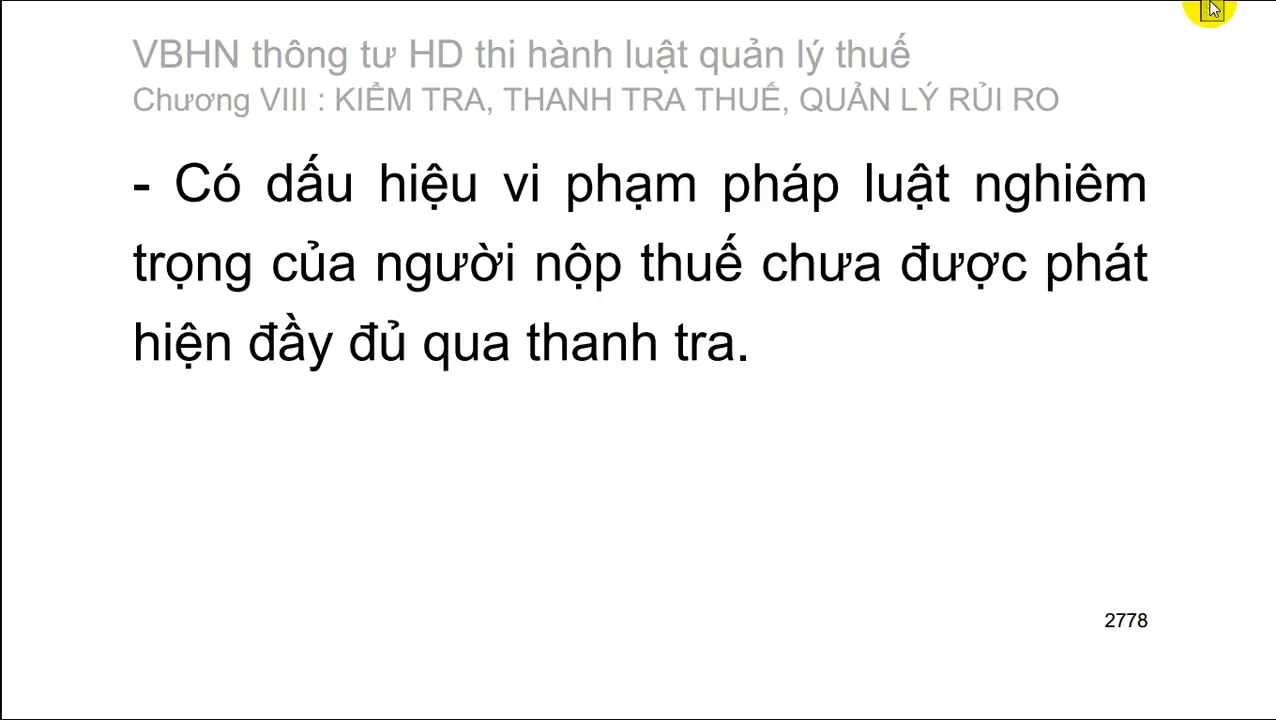 VBHN thông tư HD thi hành luật quản lý thuế
Chương VIII : KIỂM TRA, THANH TRA THUẾ, QUẢN LÝ RỦI RO
- Có dấu hiệu vi phạm pháp luật nghiêm
trọng của người nộp thuế chưa được phát
hiện đầy đủ qua thanh tra.
2778